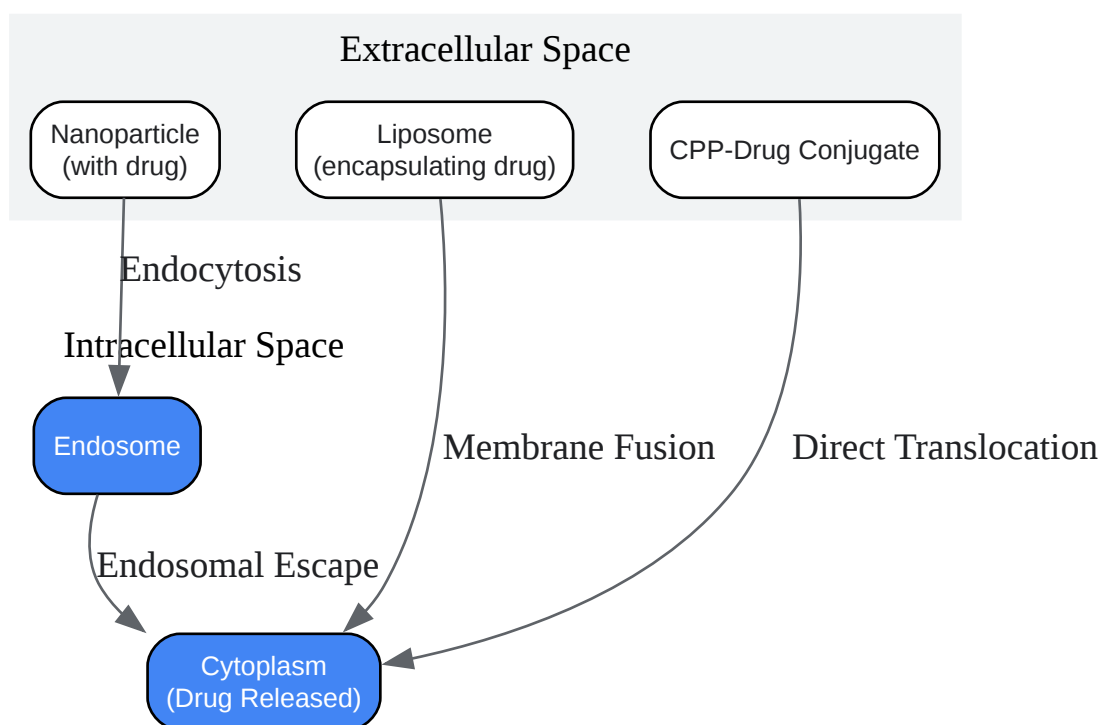 Extracellular Space
Nanoparticle
(with drug)
Liposome
(encapsulating drug)
CPP-Drug Conjugate
Endocytosis
Intracellular Space
Endosome
Membrane Fusion
Direct Translocation
Endosomal Escape
Cytoplasm
(Drug Released)